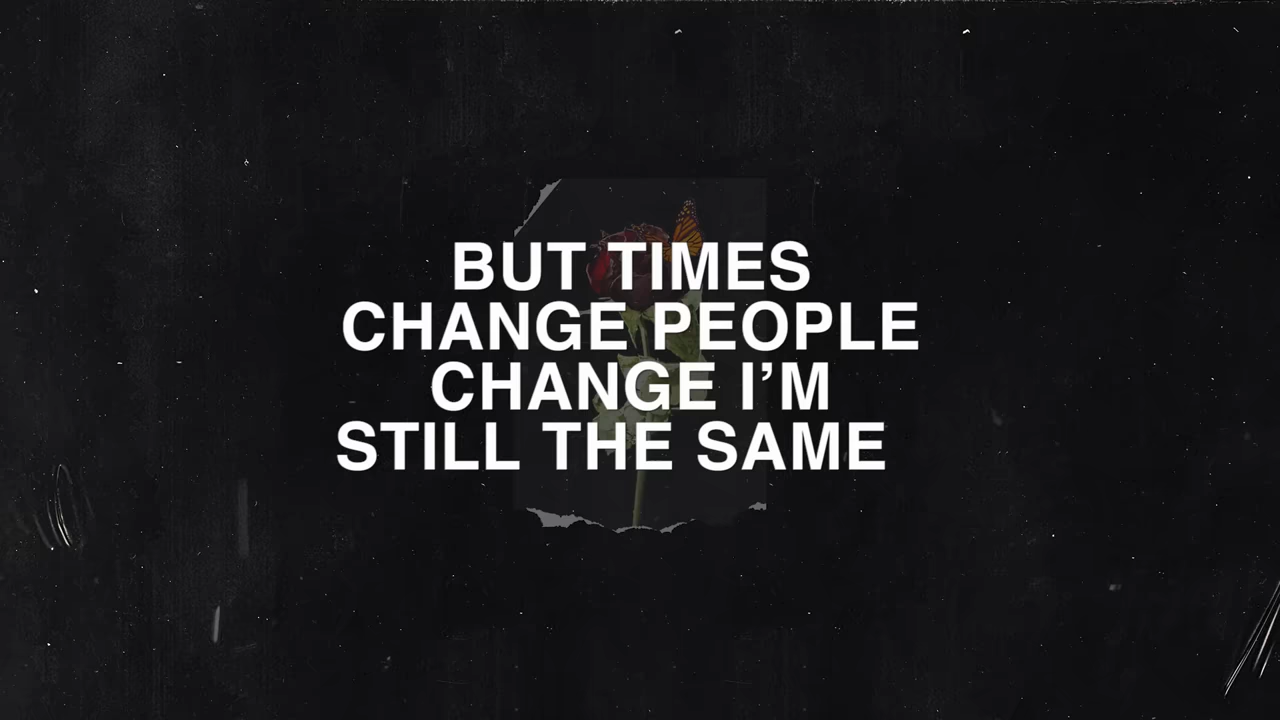 BUT TIMES
CHANGE PEOPLE
CHANGE I’M
STILL THE SAME